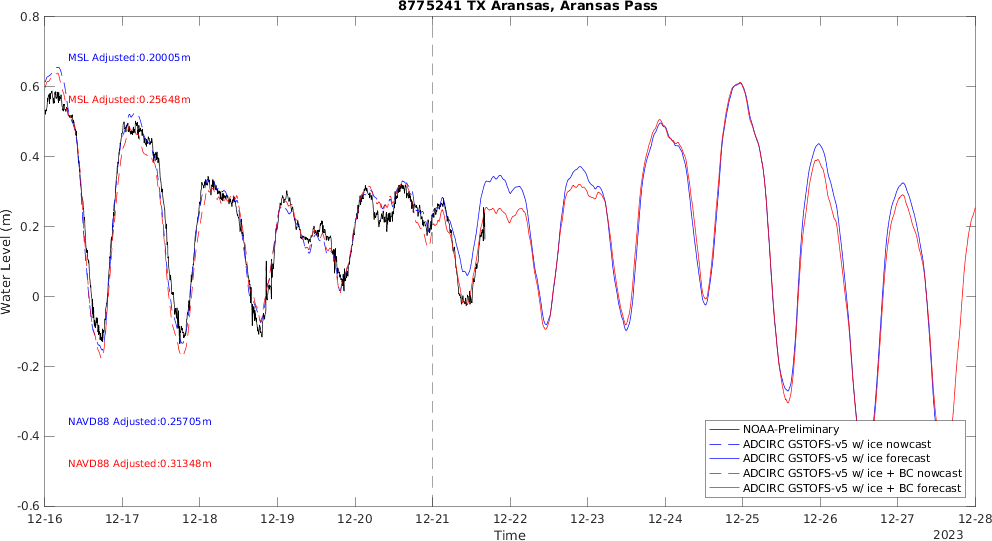 8775241 TX Aransas, Aransas Pass
0.8
0.6
0.4
0.2
0
-0.2
-0.4
-0.6
Water Level (m)
MSL Adjusted:0.20005m
MSL Adjusted:0.25648m
NAVD88 Adjusted:0.25705m
NAVD88 Adjusted:0.31348m
NOAA-Preliminary
ADCIRC GSTOFS-v5 w/ ice nowcast
ADCIRC GSTOFS-v5 w/ ice forecast
ADCIRC GSTOFS-v5 w/ ice + BC nowcast
ADCIRC GSTOFS-v5 w/ ice + BC forecast
12-16 12-17 12-18 12-19 12-20 12-21 12-22 12-23 12-24 12-25 12-26 12-27 12-28
Time
2023